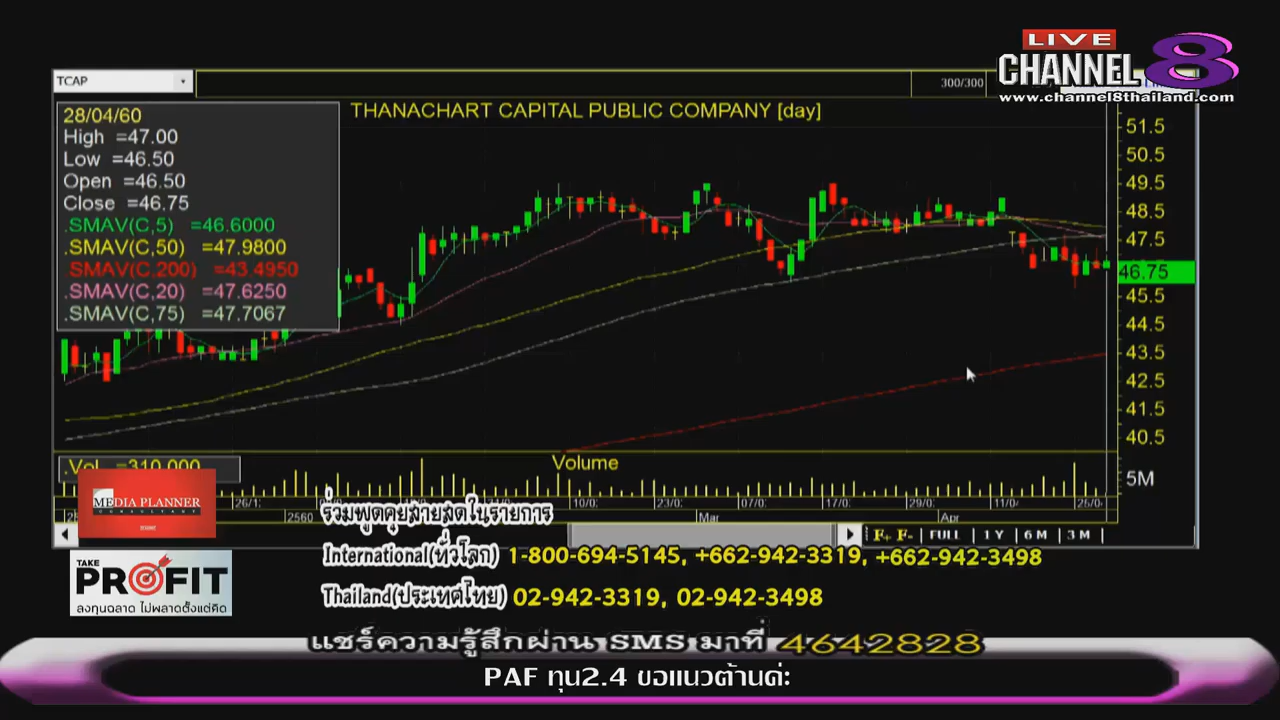 LIVE
CHANNEL 8
www.channel8thailand.com
TCAP
300/300
THANACHART CAPITAL PUBLIC COMPANY [day]
28/04/60
High =47.00
Low =46.50
Open =46.50
Close =46.75
.SMAV(C,5) =46.6000
.SMAV(C,50) =47.9800
.SMAV(C,200) =43.4950
.SMAV(C,20) =47.6250
.SMAV(C,75) =47.7067
51.5
50.5
49.5
48.5
47.5
46.75
45.5
44.5
43.5
42.5
41.5
40.5
.Vol =310,000
Volume
5M
26/1
10/0
23/0
07/0
17/0
29/0
11/0
25/0
2560
Mar
Apr
F+ F- FULL 1 Y 6 M 3 M
MEDIA PLANNER
CONSULTANT
ร่วมพูดคุยสายสดในรายการ
International(ทั่วโลก) 1-800-694-5145, +662-942-3319, +662-942-3498
Thailand(ประเทศไทย) 02-942-3319, 02-942-3498
TAKE
PROFIT
ลงทุนฉลาด ไม่พลาดตั้งแต่คิด
แชร์ความรู้สึกผ่าน SMS มาที่ 4642828
PAF ทุน2.4 ขอแนวต้านค่ะ